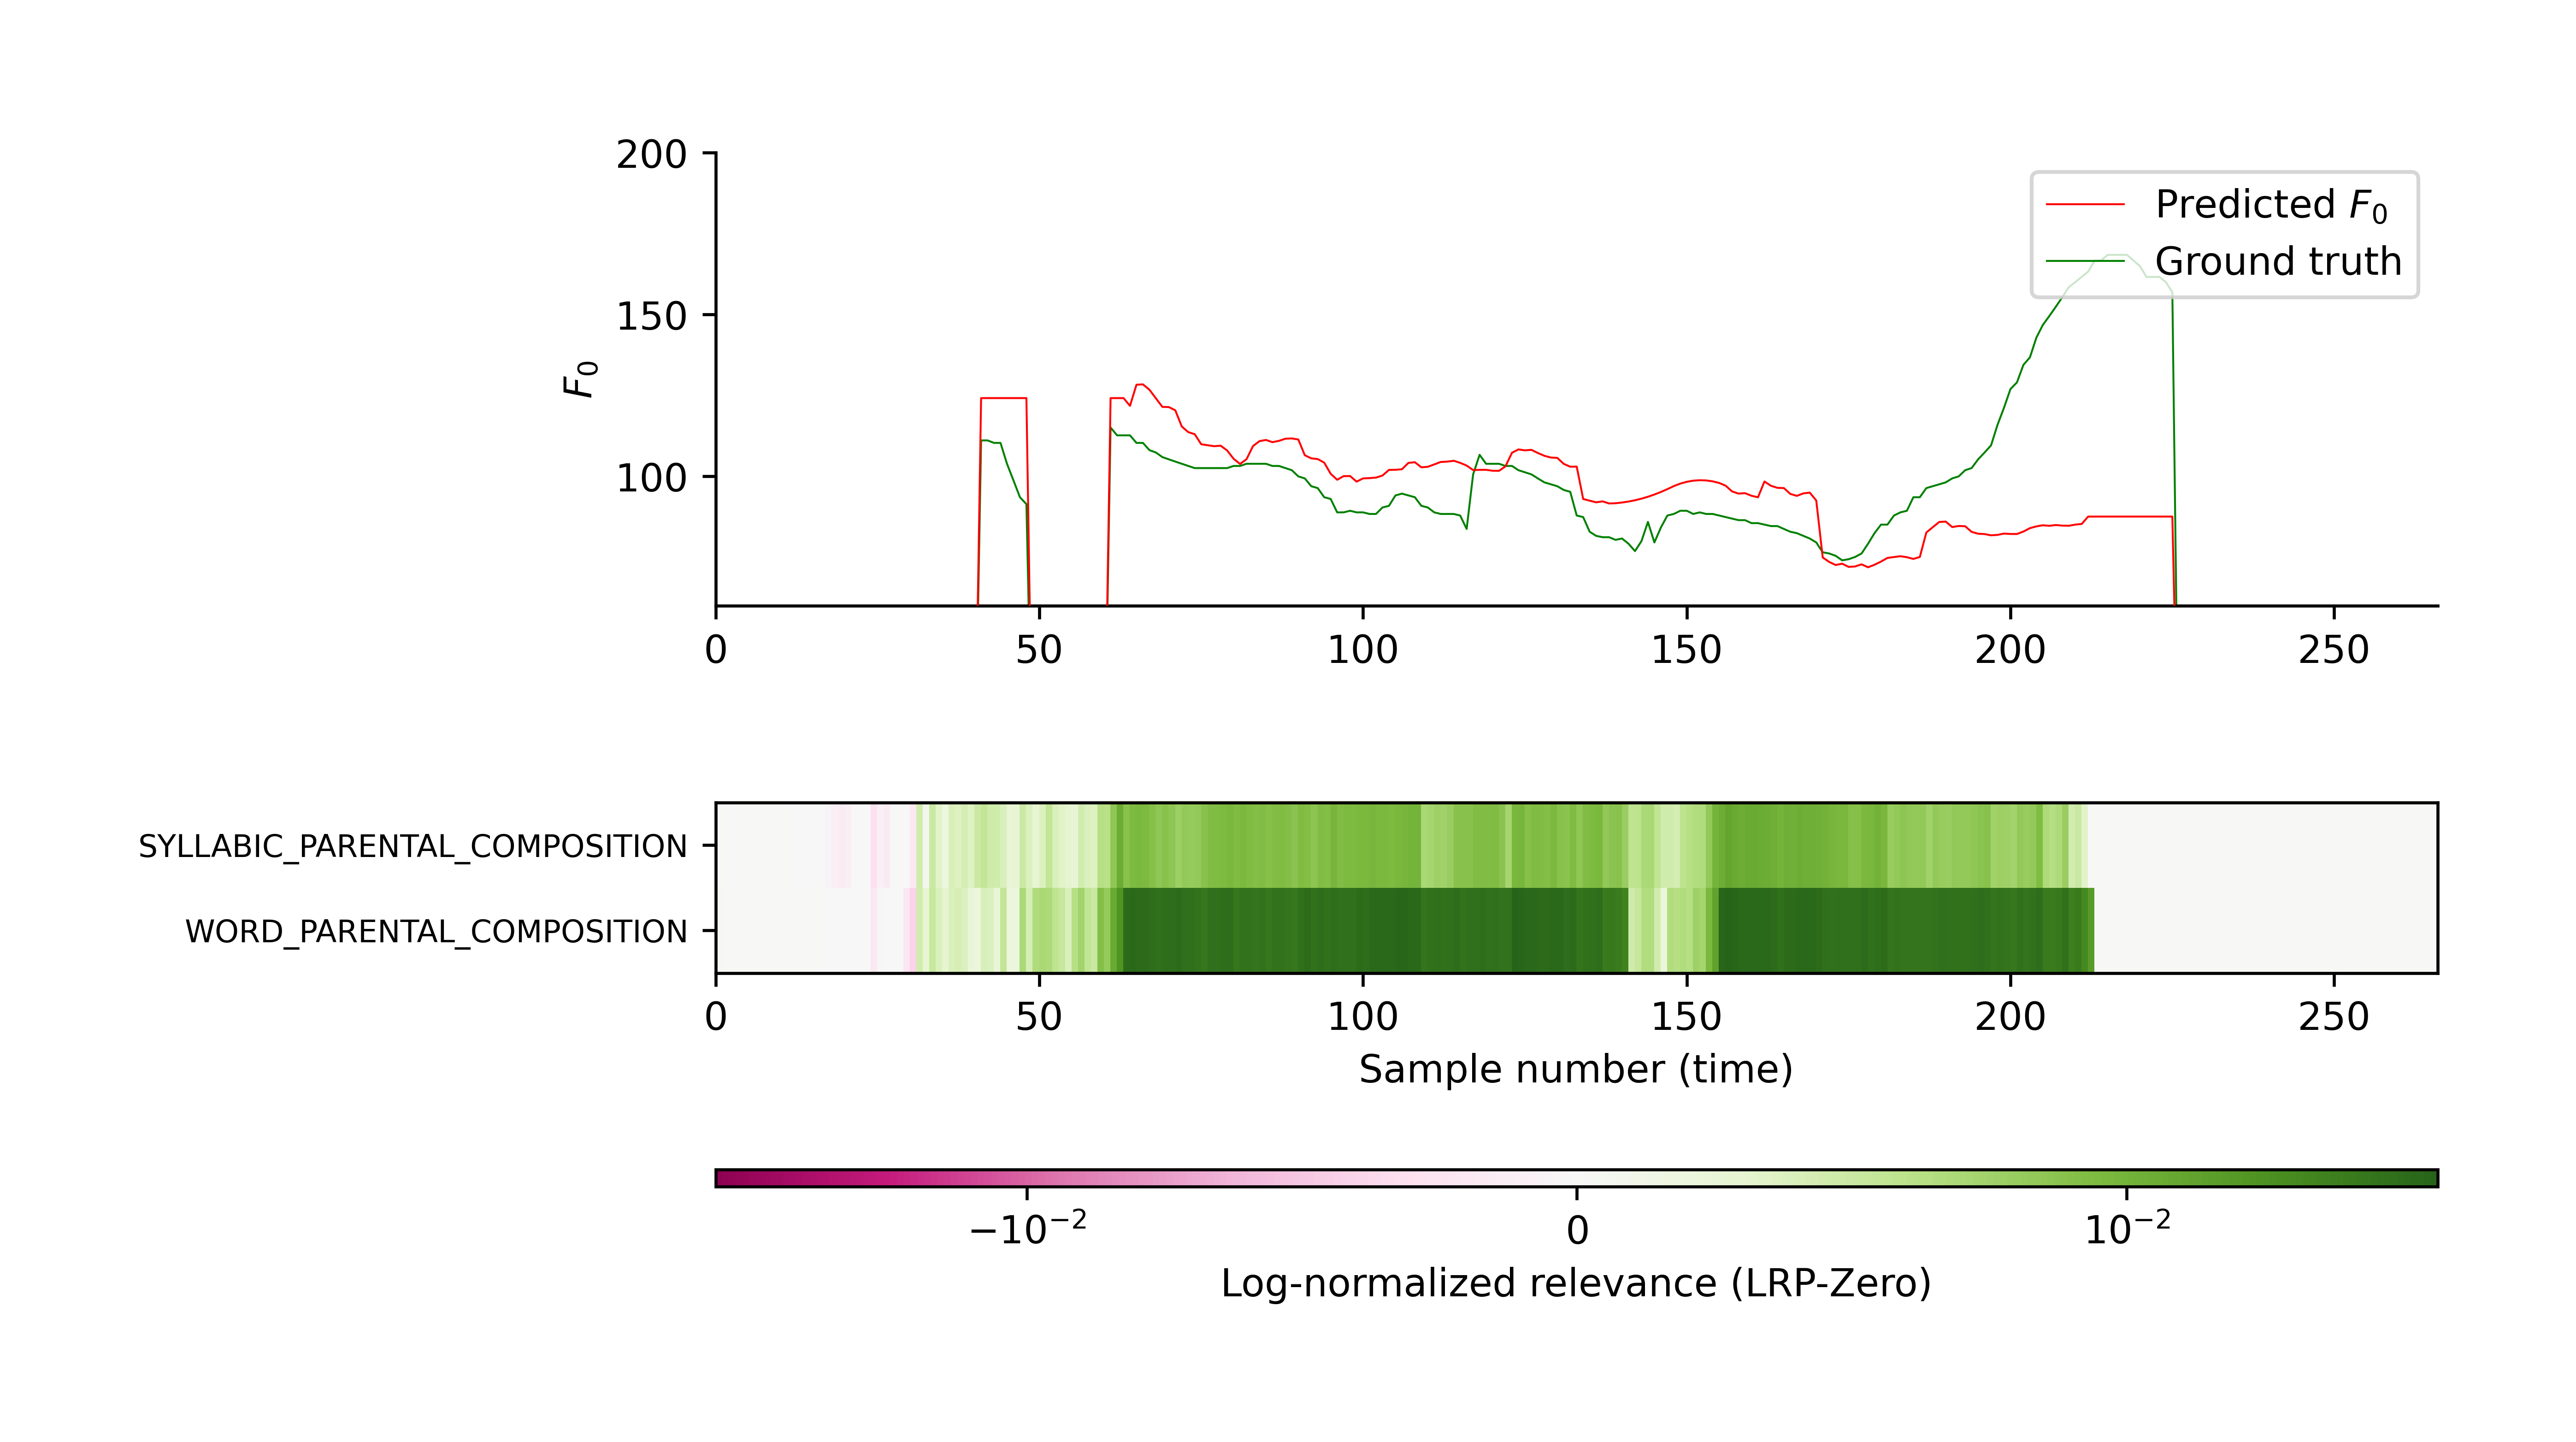 200
150
100
F₀
Predicted F₀
Ground truth
0 50 100 150 200 250
SYLLABIC_PARENTAL_COMPOSITION
WORD_PARENTAL_COMPOSITION
0 50 100 150 200 250
Sample number (time)
−10⁻² 0 10⁻²
Log-normalized relevance (LRP-Zero)